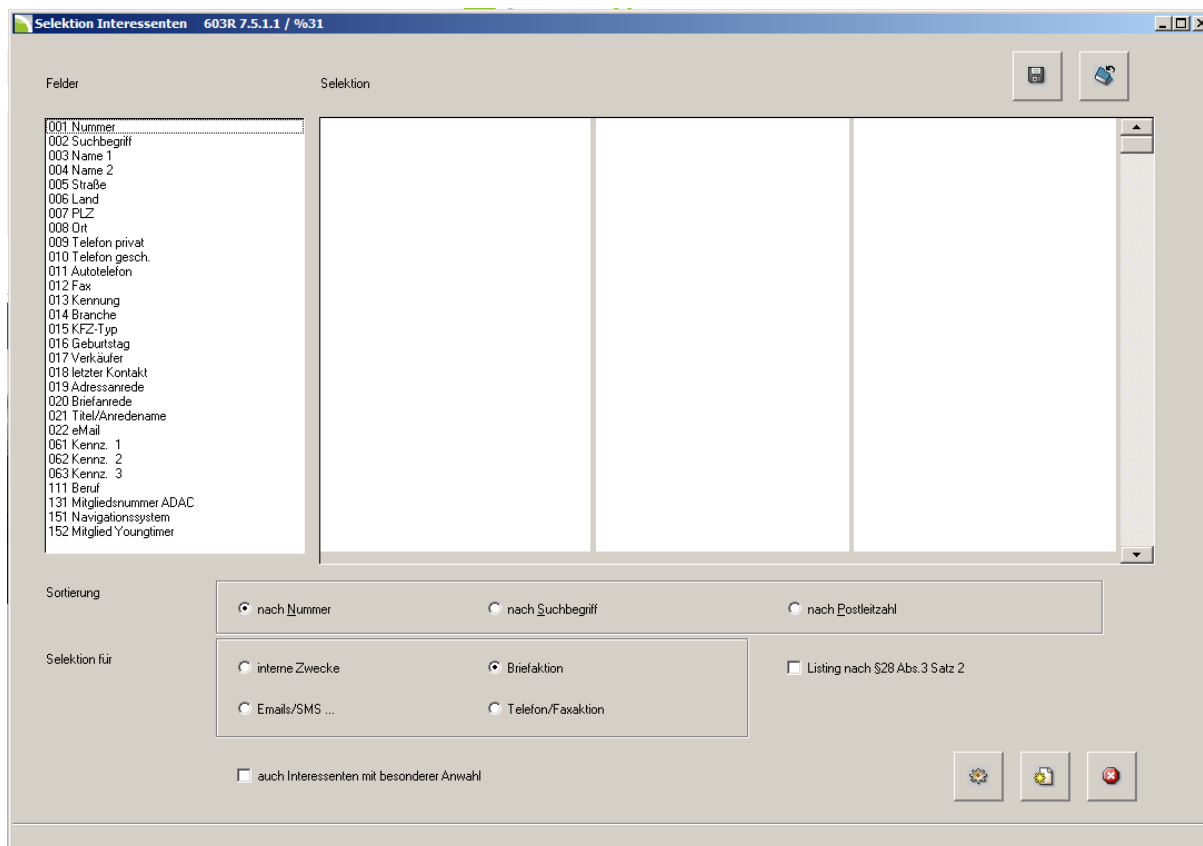 Selektion Interessenten 603R 7.5.1.1 / %31
Felder
Selektion
001 Nummer
002 Suchbegriff
003 Name 1
004 Name 2
005 Straße
006 Land
007 PLZ
008 Ort
009 Telefon privat
010 Telefon gesch.
011 Autotelefon
012 Fax
013 Kennung
014 Branche
015 KFZ-Typ
016 Geburtstag
017 Verkäufer
018 letzter Kontakt
019 Adressanrede
020 Briefanrede
021 Titel/Anredename
022 eMail
061 Kennz. 1
062 Kennz. 2
063 Kennz. 3
111 Beruf
131 Mitgliedsnummer ADAC
151 Navigationssystem
152 Mitglied Youngtimer
Sortierung
nach Nummer
nach Suchbegriff
nach Postleitzahl
Selektion für
interne Zwecke
Briefaktion
Listing nach §28 Abs.3 Satz 2
Emails/SMS ...
Telefon/Faxaktion
auch Interessenten mit besonderer Anwahl